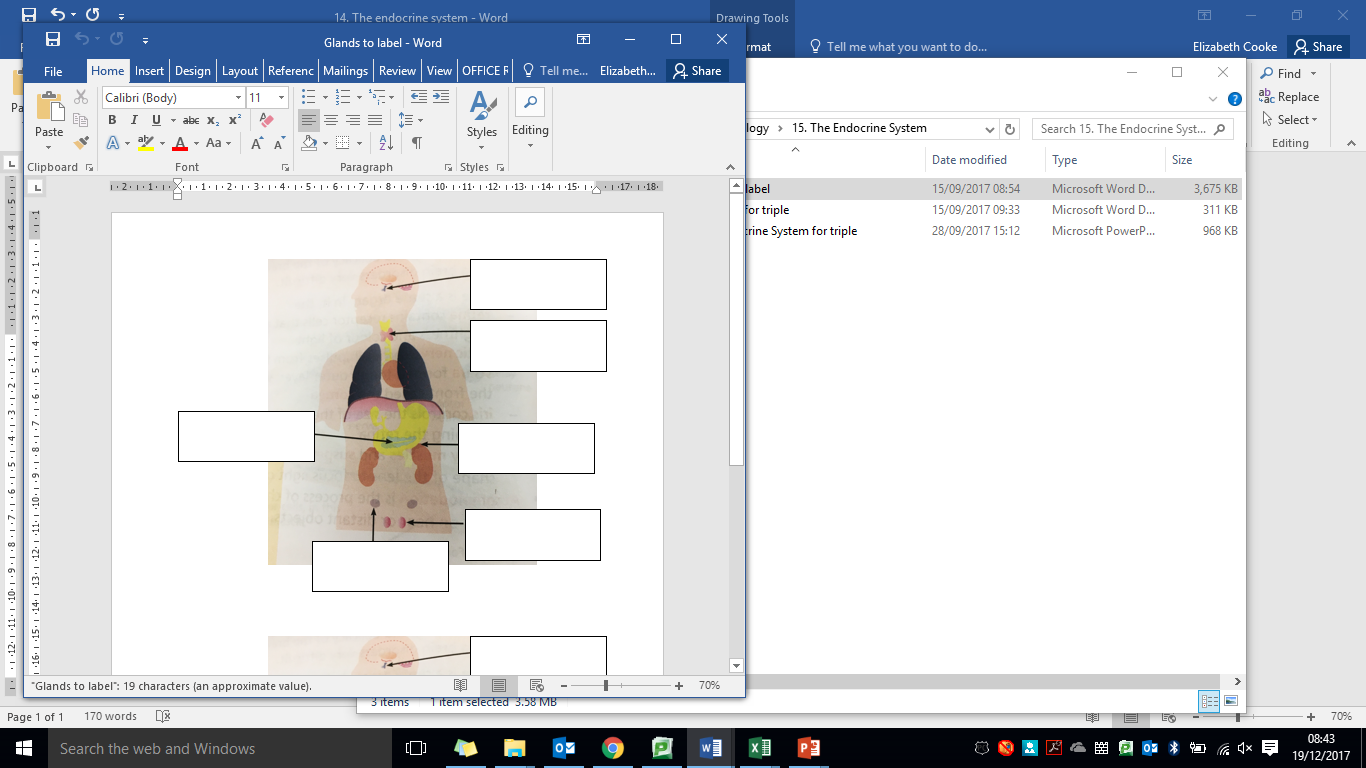 14. The endocrine system - Word
Drawing Tools
Format
Tell me what you want to do...
Elizabeth Cooke
Share
Glands to label - Word
File
Home
Insert
Design
Layout
Referenc
Mailings
Review
View
OFFICE R
Tell me...
Elizabeth...
Share
Paste
Clipboard
Calibri (Body)
11
Font
Paragraph
Styles
Styles
Editing
Find
Replace
Select
Editing
logy > 15. The Endocrine System
Search 15. The Endocrine Syst...
Date modified
Type
Size
label
15/09/2017 08:54
Microsoft Word D...
3,675 KB
for triple
15/09/2017 09:33
Microsoft Word D...
311 KB
crine System for triple
28/09/2017 15:12
Microsoft PowerP...
968 KB
"Glands to label": 19 characters (an approximate value).
70%
3 items
1 item selected 3.58 MB
Page 1 of 1
170 words
70%
Search the web and Windows
08:43
19/12/2017